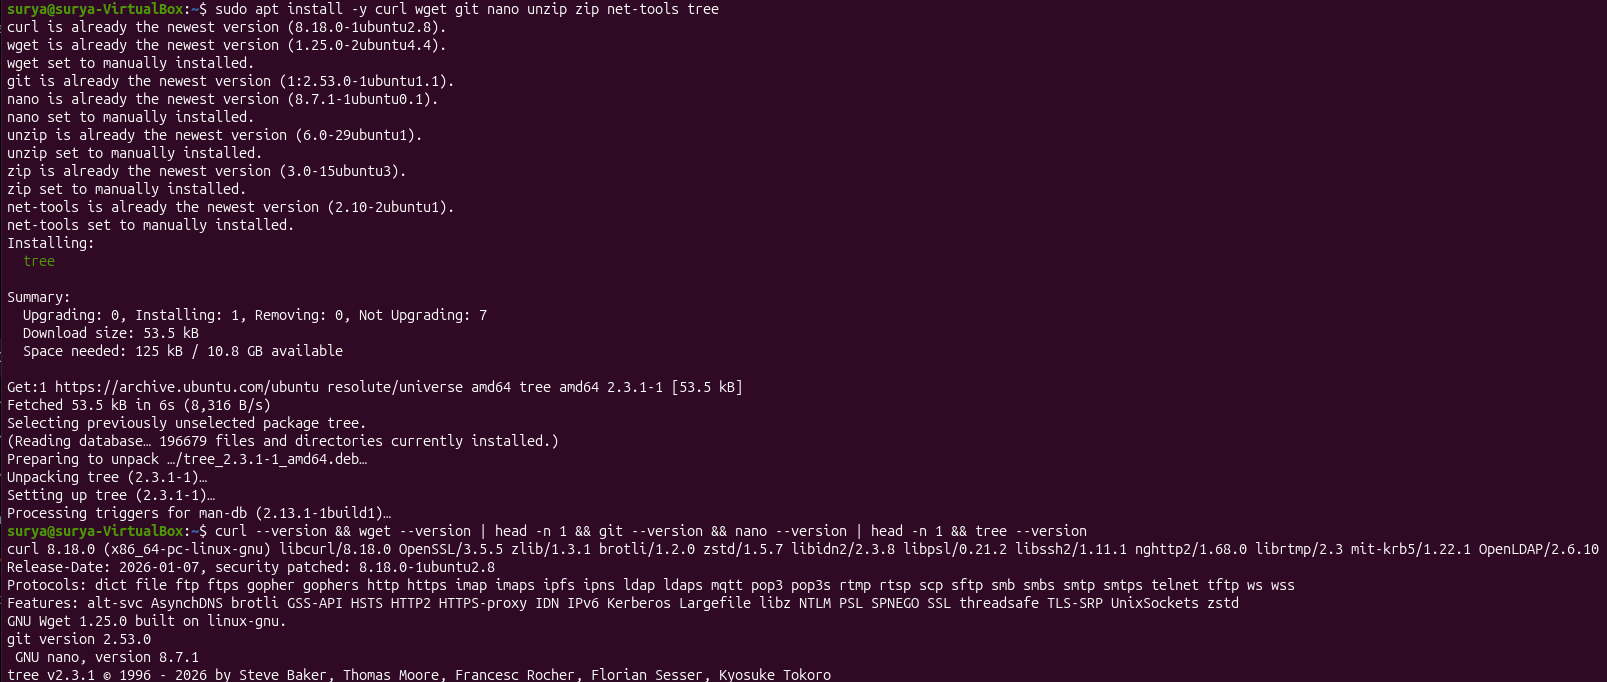 surya@surya-VirtualBox:~$ sudo apt install -y curl wget git nano unzip zip net-tools tree
curl is already the newest version (8.18.0-1ubuntu2.8).
wget is already the newest version (1.25.0-2ubuntu4.4).
wget set to manually installed.
git is already the newest version (1:2.53.0-1ubuntu1.1).
nano is already the newest version (8.7.1-1ubuntu0.1).
nano set to manually installed.
unzip is already the newest version (6.0-29ubuntu1).
unzip set to manually installed.
zip is already the newest version (3.0-15ubuntu3).
zip set to manually installed.
net-tools is already the newest version (2.10-2ubuntu1).
net-tools set to manually installed.
Installing:
  tree
Summary:
  Upgrading: 0, Installing: 1, Removing: 0, Not Upgrading: 7
  Download size: 53.5 kB
  Space needed: 125 kB / 10.8 GB available
Get:1 https://archive.ubuntu.com/ubuntu resolute/universe amd64 tree amd64 2.3.1-1 [53.5 kB]
Fetched 53.5 kB in 6s (8,316 B/s)
Selecting previously unselected package tree.
(Reading database… 196679 files and directories currently installed.)
Preparing to unpack …/tree_2.3.1-1_amd64.deb…
Unpacking tree (2.3.1-1)…
Setting up tree (2.3.1-1)…
Processing triggers for man-db (2.13.1-1build1)…
surya@surya-VirtualBox:~$ curl --version && wget --version | head -n 1 && git --version && nano --version | head -n 1 && tree --version
curl 8.18.0 (x86_64-pc-linux-gnu) libcurl/8.18.0 OpenSSL/3.5.5 zlib/1.3.1 brotli/1.2.0 zstd/1.5.7 libidn2/2.3.8 libpsl/0.21.2 libssh2/1.11.1 nghttp2/1.68.0 librtmp/2.3 mit-krb5/1.22.1 OpenLDAP/2.6.10
Release-Date: 2026-01-07, security patched: 8.18.0-1ubuntu2.8
Protocols: dict file ftp ftps gopher gophers http https imap imaps ipfs ipns ldap ldaps mqtt pop3 pop3s rtmp rtsp scp sftp smb smbs smtp smtps telnet tftp ws wss
Features: alt-svc AsynchDNS brotli GSS-API HSTS HTTP2 HTTPS-proxy IDN IPv6 Kerberos Largefile libz NTLM PSL SPNEGO SSL threadsafe TLS-SRP UnixSockets zstd
GNU Wget 1.25.0 built on linux-gnu.
git version 2.53.0
 GNU nano, version 8.7.1
tree v2.3.1 © 1996 - 2026 by Steve Baker, Thomas Moore, Francesc Rocher, Florian Sesser, Kyosuke Tokoro